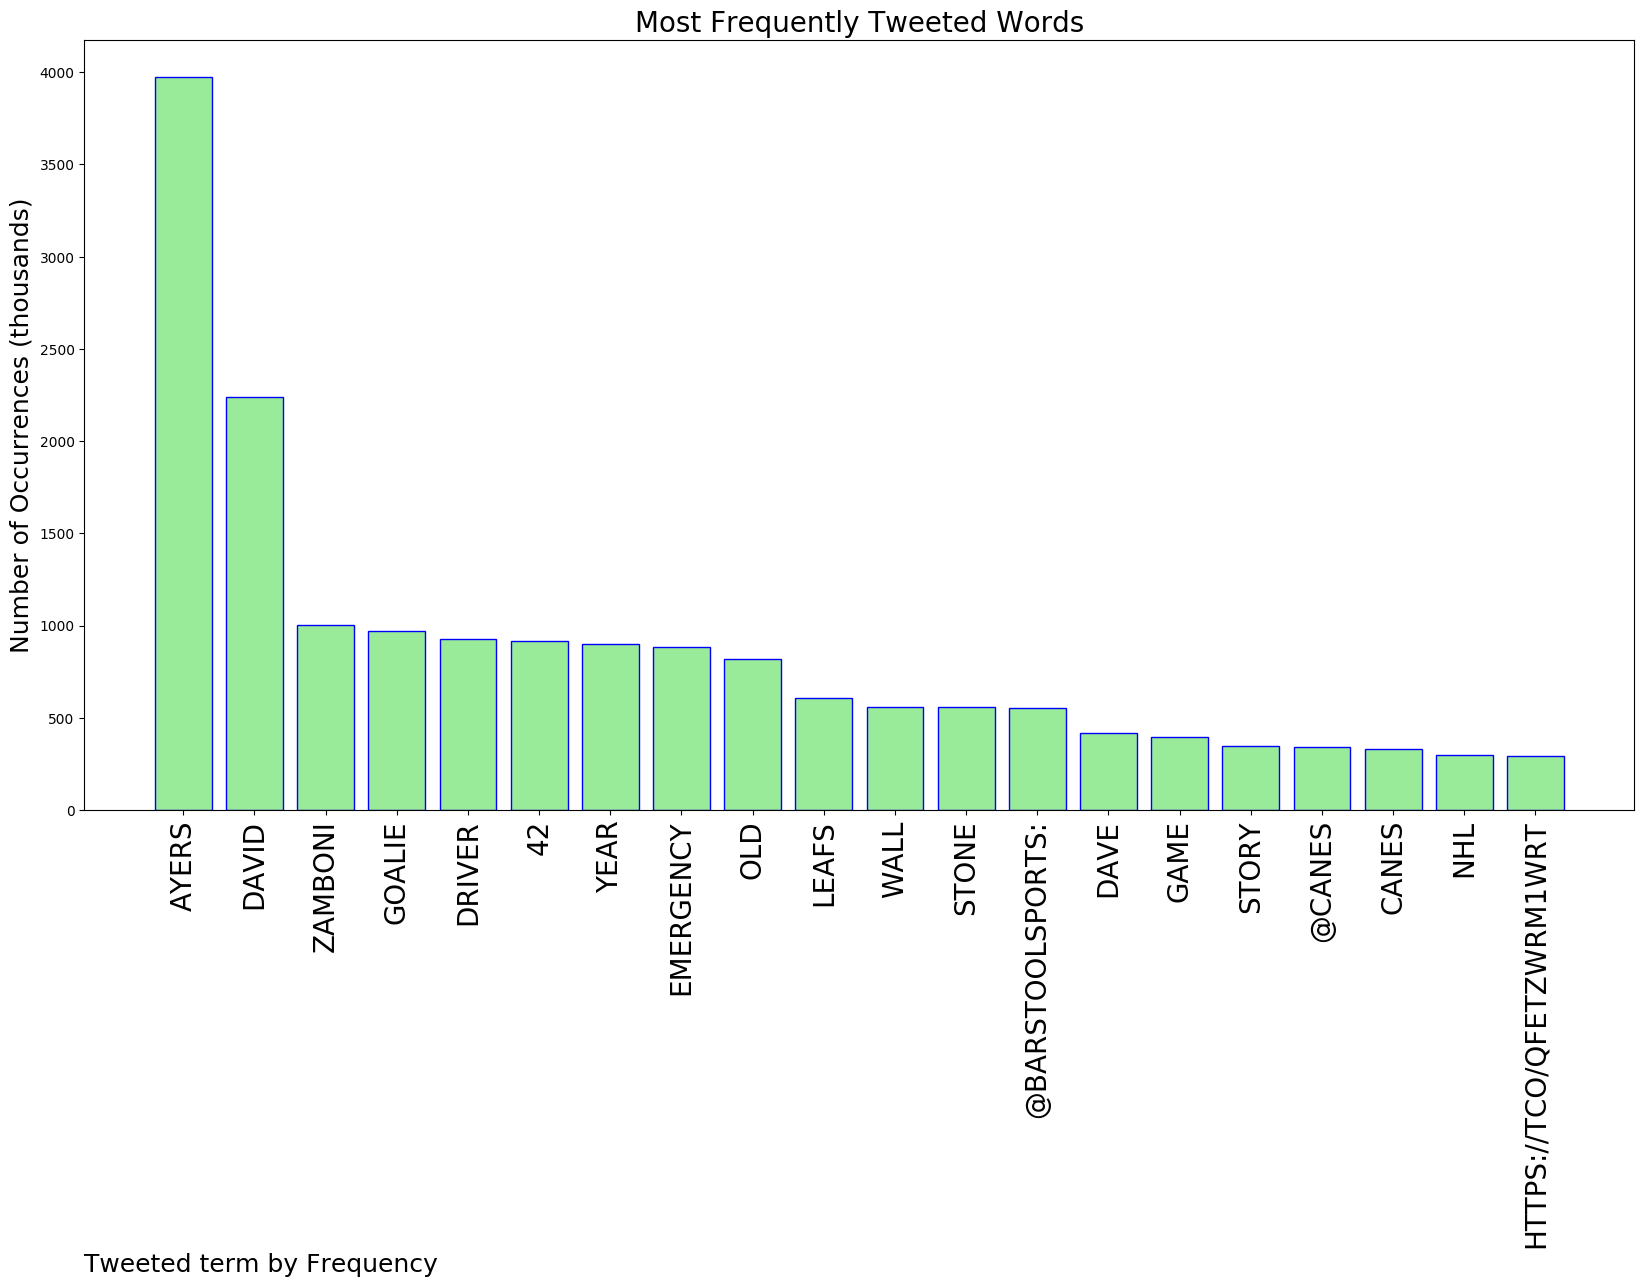 Most Frequently Tweeted Words
Number of Occurrences (thousands)
4000
3500
3000
2500
2000
1500
1000
500
0
AYERS
DAVID
ZAMBONI
GOALIE
DRIVER
42
YEAR
EMERGENCY
OLD
LEAFS
WALL
STONE
@BARSTOOLSPORTS:
DAVE
GAME
STORY
@CANES
CANES
NHL
HTTPS://TCO/QFETZWRM1WRT
Tweeted term by Frequency